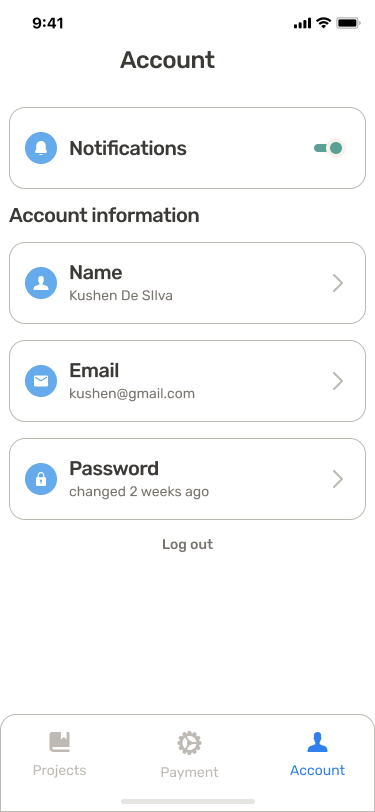 9:41
Account
Notifications
Account information
Name
Kushen De SIlva
Email
kushen@gmail.com
Password
changed 2 weeks ago
Log out
Projects
Payment
Account